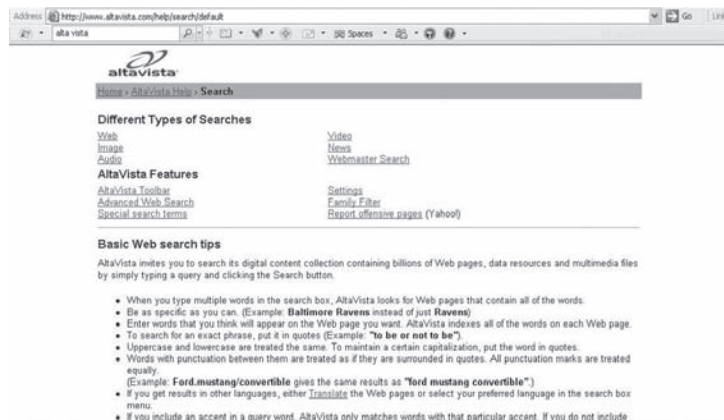 Address http://www.altavista.com/help/search/default Go
alta vista Spaces
altavista
Home > AltaVista Help > Search
Different Types of Searches
Web Video
Image News
Audio Webmaster Search
AltaVista Features
AltaVista Toolbar Settings
Advanced Web Search Family Filter
Special search terms Report offensive pages (Yahoo!)
Basic Web search tips
AltaVista invites you to search its digital content collection containing billions of Web pages, data resources and multimedia files
by simply typing a query and clicking the Search button.
• When you type multiple words in the search box, AltaVista looks for Web pages that contain all of the words.
• Be as specific as you can. (Example: Baltimore Ravens instead of just Ravens)
• Enter words that you think will appear on the Web page you want. AltaVista indexes all of the words on each Web page.
• To search for an exact phrase, put it in quotes (Example: "to be or not to be").
• Uppercase and lowercase are treated the same. To maintain a certain capitalization, put the word in quotes.
• Words with punctuation between them are treated as if they are surrounded in quotes. All punctuation marks are treated
equally.
(Example: Ford.mustang/convertible gives the same results as "ford mustang convertible".)
• If you get results in other languages, either Translate the Web pages or select your preferred language in the search box
menu.
• If you include an accent in a query word, AltaVista only matches words with that particular accent. If you do not include